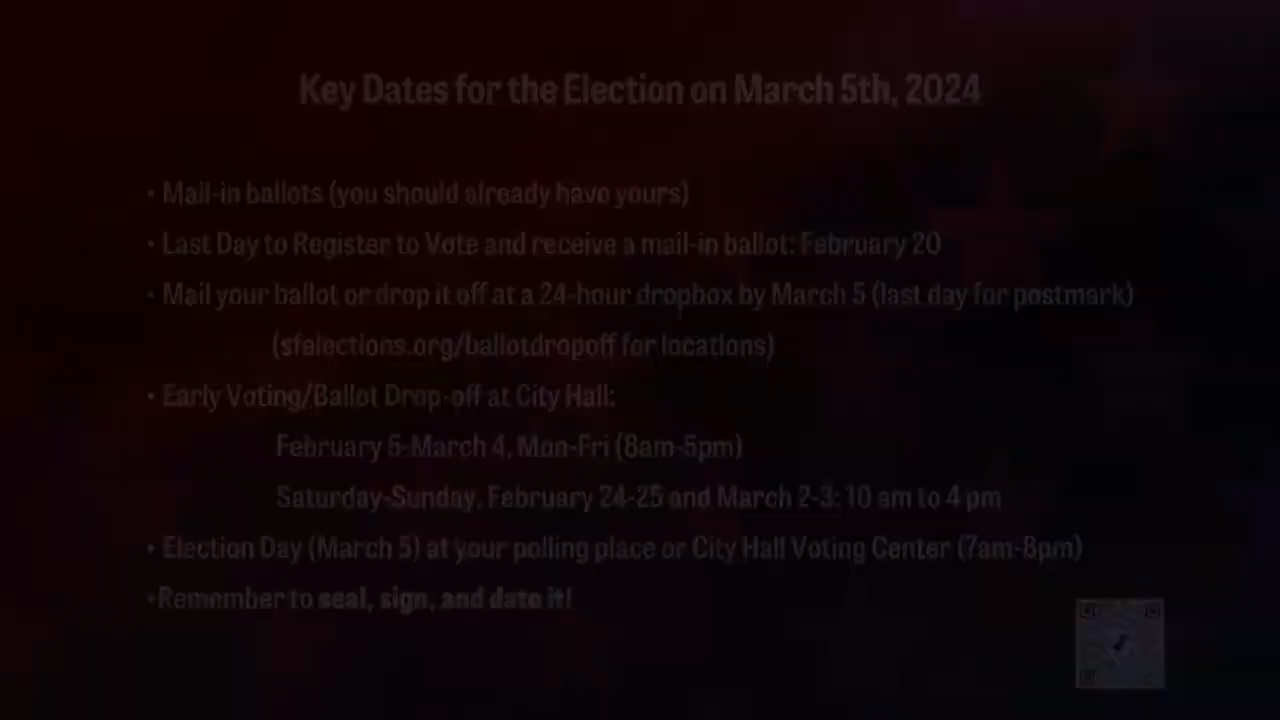 Key Dates for the Election on March 5th, 2024
• Mail-in ballots (you should already have yours)
• Last Day to Register to Vote and receive a mail-in ballot: February 20
• Mail your ballot or drop it off at a 24-hour dropbox by March 5 (last day for postmark)
(sfelections.org/ballotdropoff for locations)
• Early Voting/Ballot Drop-off at City Hall:
February 5-March 4, Mon-Fri (8am-5pm)
Saturday-Sunday, February 24-25 and March 2-3: 10 am to 4 pm
• Election Day (March 5) at your polling place or City Hall Voting Center (7am-8pm)
•Remember to seal, sign, and date it!